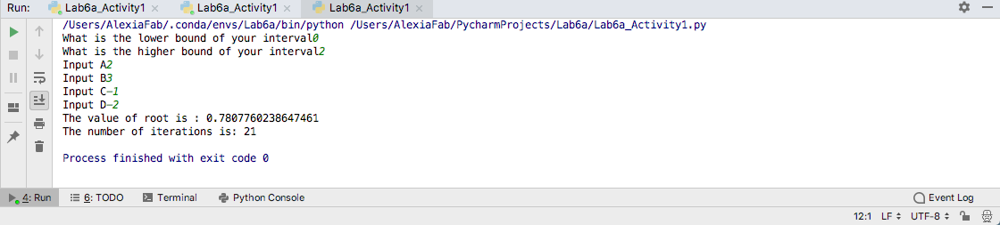 Run: Lab6a_Activity1 × Lab6a_Activity1 × Lab6a_Activity1 ×
/Users/AlexiaFab/.conda/envs/Lab6a/bin/python /Users/AlexiaFab/PycharmProjects/Lab6a/Lab6a_Activity1.py
What is the lower bound of your interval0
What is the higher bound of your interval2
Input A2
Input B3
Input C-1
Input D-2
The value of root is : 0.7807760238647461
The number of iterations is: 21
Process finished with exit code 0
4: Run 6: TODO Terminal Python Console Event Log
12:1 LF UTF-8